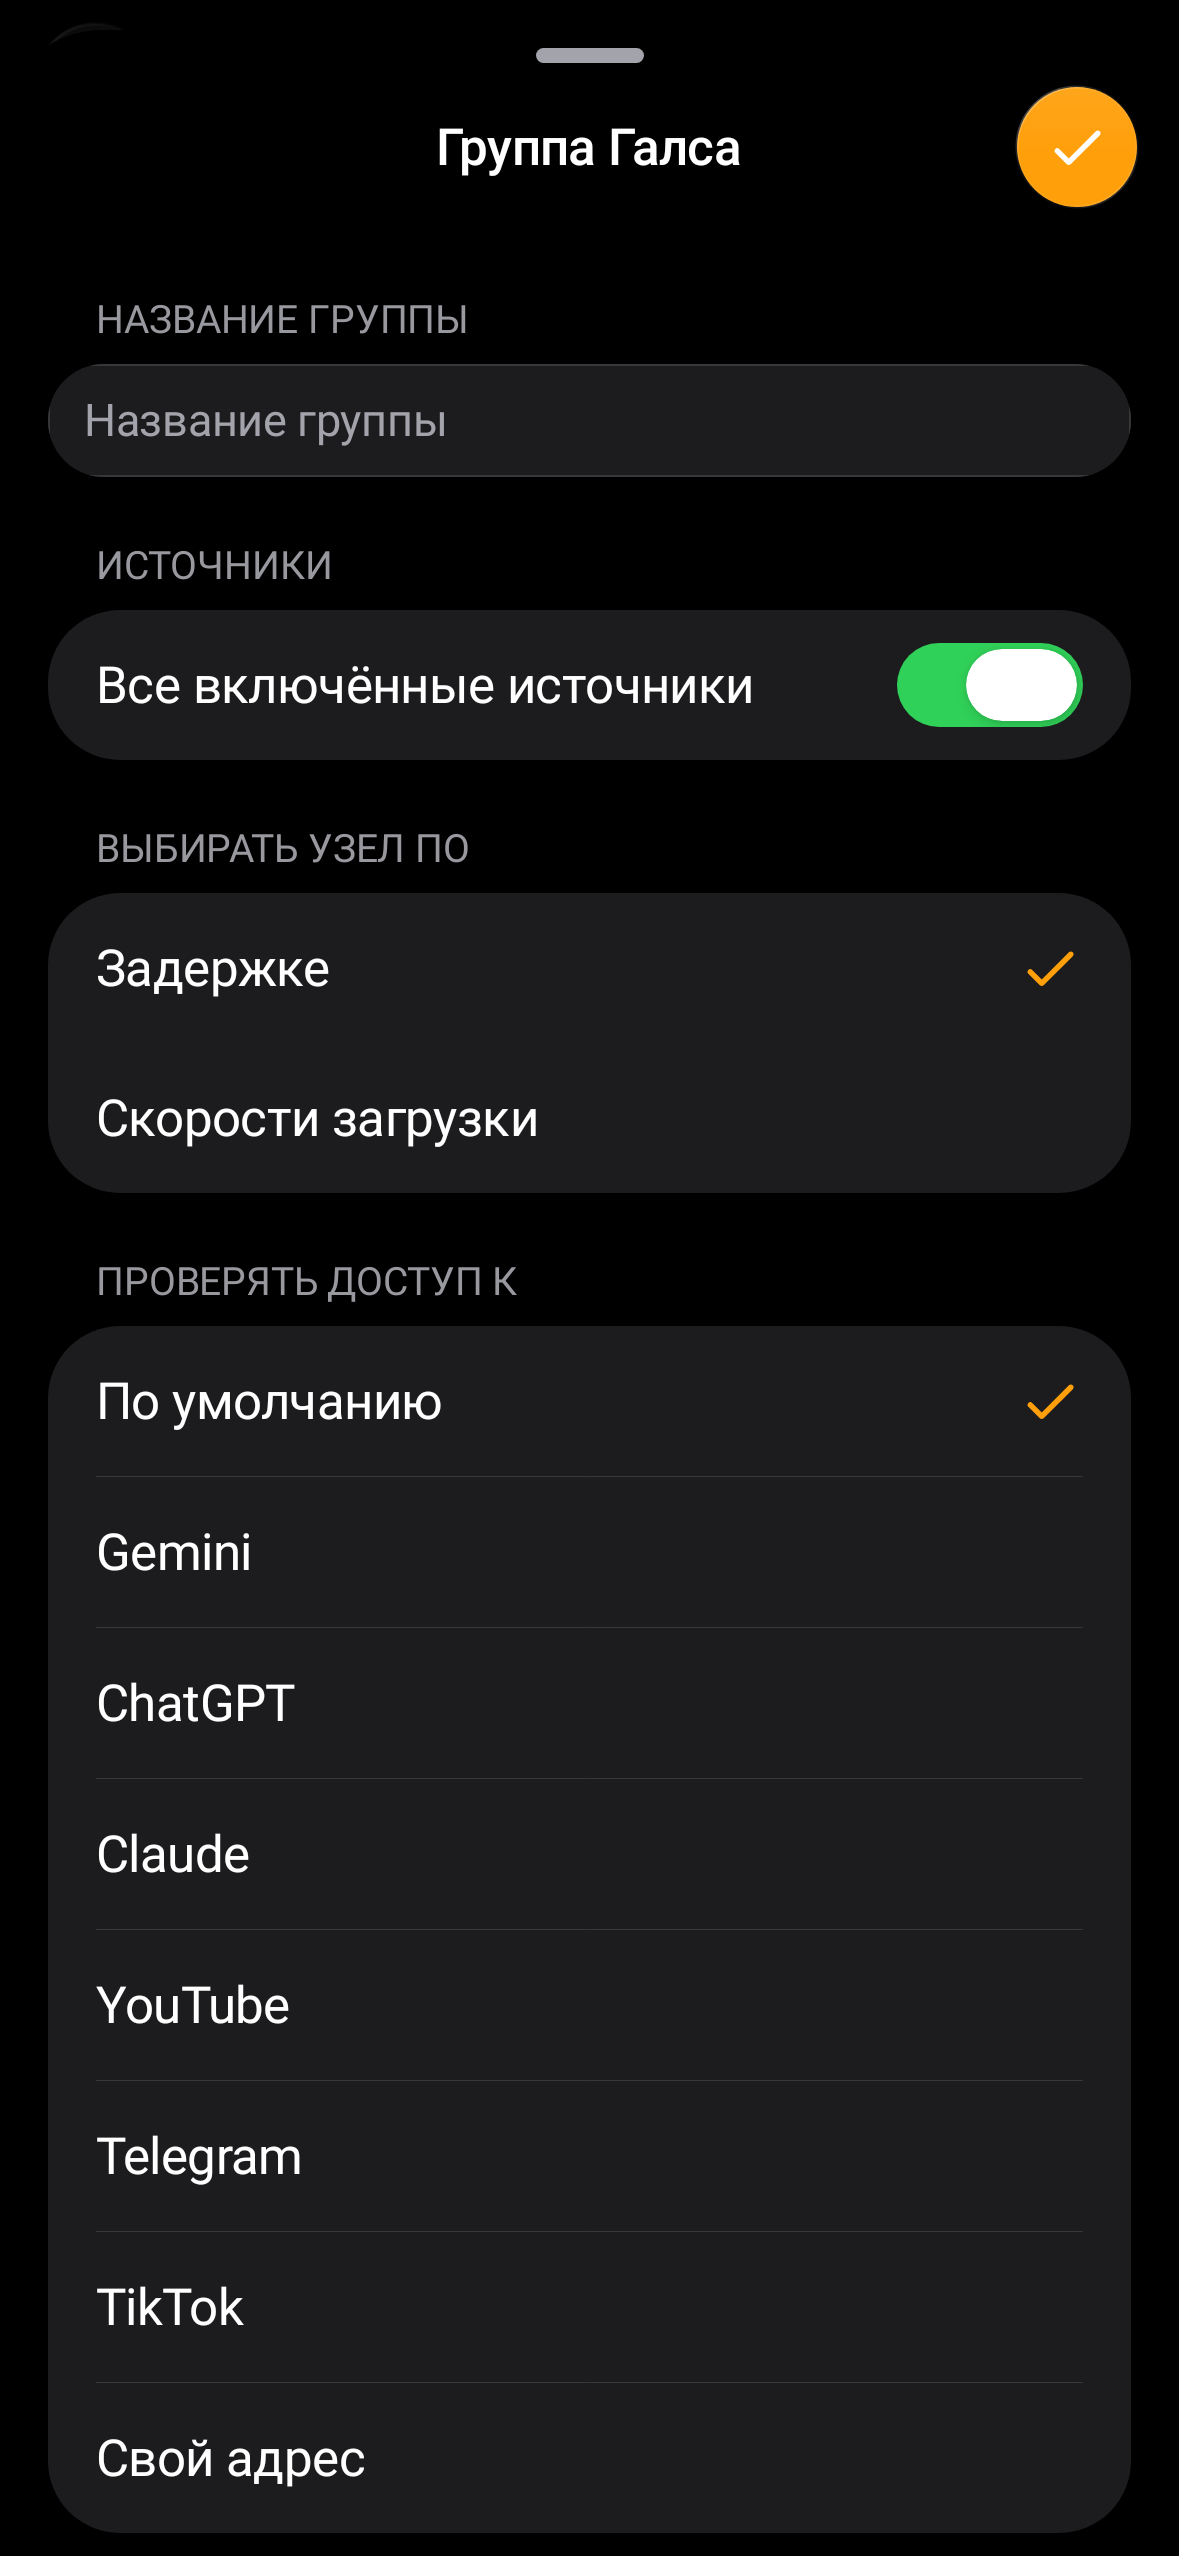 Группа Галса
НАЗВАНИЕ ГРУППЫ
Название группы
ИСТОЧНИКИ
Все включённые источники
ВЫБИРАТЬ УЗЕЛ ПО
Задержке
Скорости загрузки
ПРОВЕРЯТЬ ДОСТУП К
По умолчанию
Gemini
ChatGPT
Claude
YouTube
Telegram
TikTok
Свой адрес